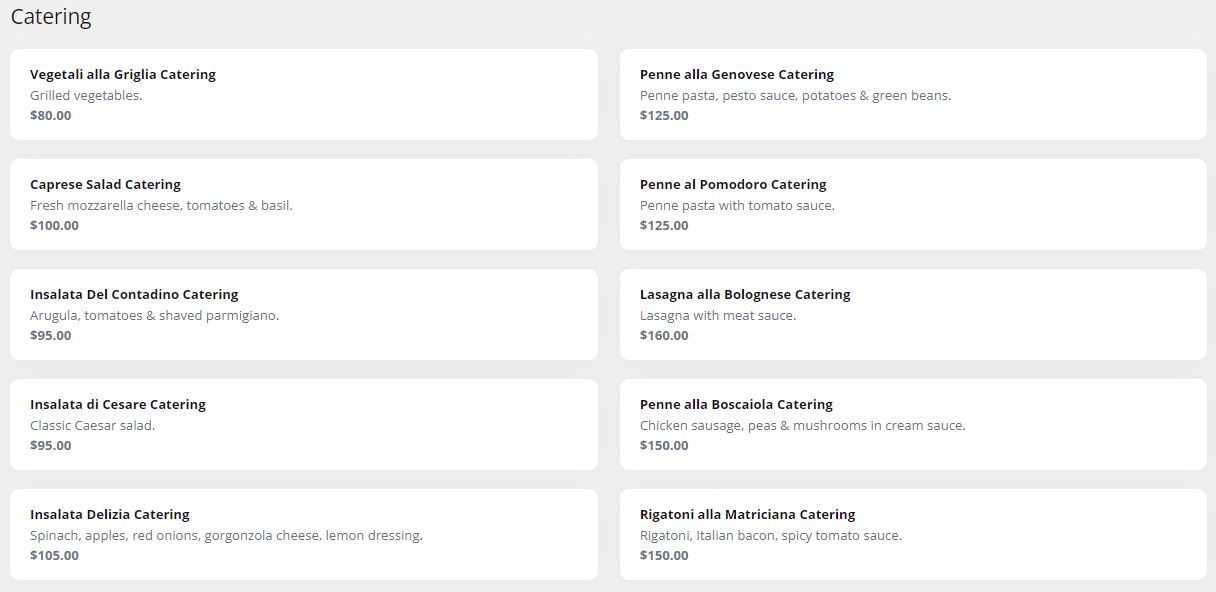 Catering
Vegetali alla Griglia Catering
Grilled vegetables.
$80.00
Penne alla Genovese Catering
Penne pasta, pesto sauce, potatoes & green beans.
$125.00
Caprese Salad Catering
Fresh mozzarella cheese, tomatoes & basil.
$100.00
Penne al Pomodoro Catering
Penne pasta with tomato sauce.
$125.00
Insalata Del Contadino Catering
Arugula, tomatoes & shaved parmigiano.
$95.00
Lasagna alla Bolognese Catering
Lasagna with meat sauce.
$160.00
Insalata di Cesare Catering
Classic Caesar salad.
$95.00
Penne alla Boscaiola Catering
Chicken sausage, peas & mushrooms in cream sauce.
$150.00
Insalata Delizia Catering
Spinach, apples, red onions, gorgonzola cheese, lemon dressing.
$105.00
Rigatoni alla Matriciana Catering
Rigatoni, Italian bacon, spicy tomato sauce.
$150.00